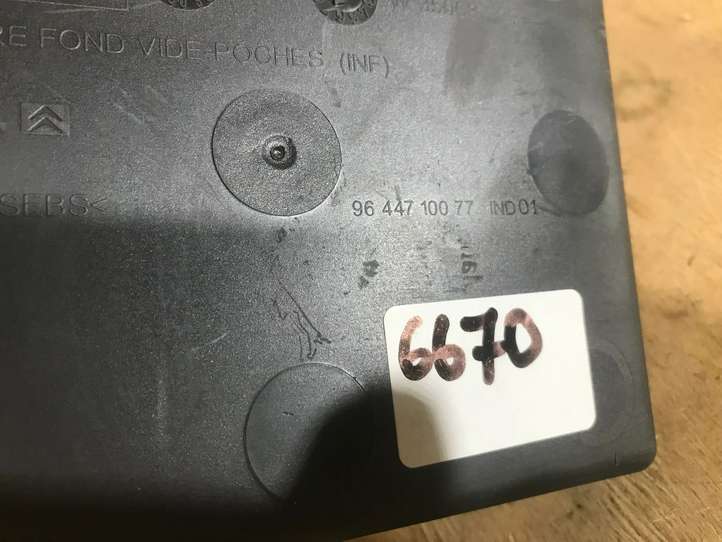 RE FOND VIDE-POCHES (INF)
SEBS<
96 447 100 77 IND01
6670